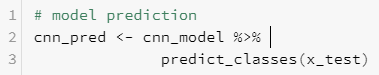 1 # model prediction
2 cnn_pred <- cnn_model %>%
3 predict_classes(x_test)